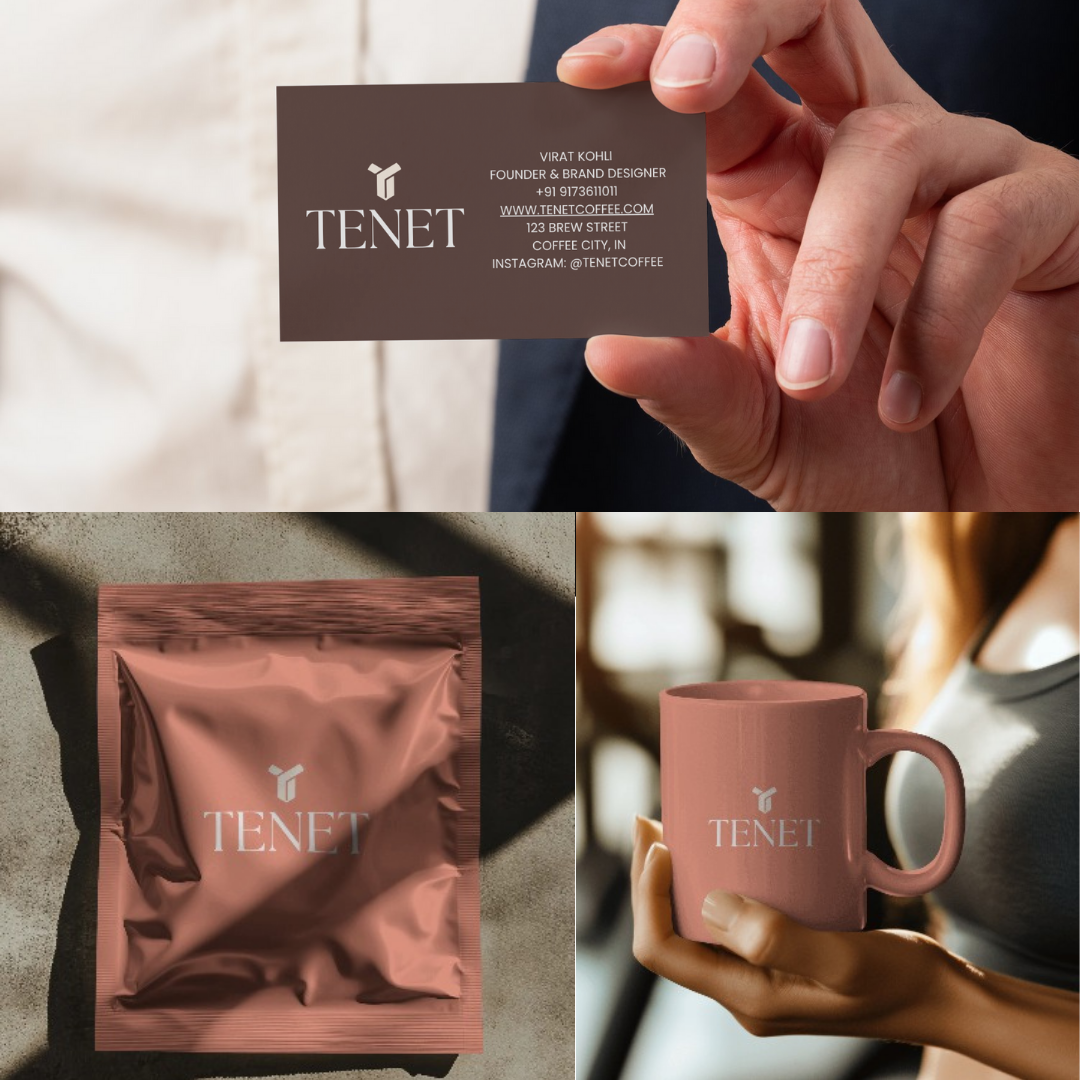 TENET
VIRAT KOHLI
FOUNDER & BRAND DESIGNER
+91 9173611011
WWW.TENETCOFFEE.COM
123 BREW STREET
COFFEE CITY, IN
INSTAGRAM: @TENETCOFFEE
TENET
TENET